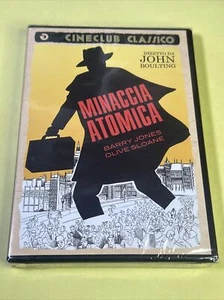 CINECLUB CLASSICO
DIRETTO DA
JOHN
BOULTING
MINACCIA
ATOMICA
BARRY JONES
OLIVE SLOANE